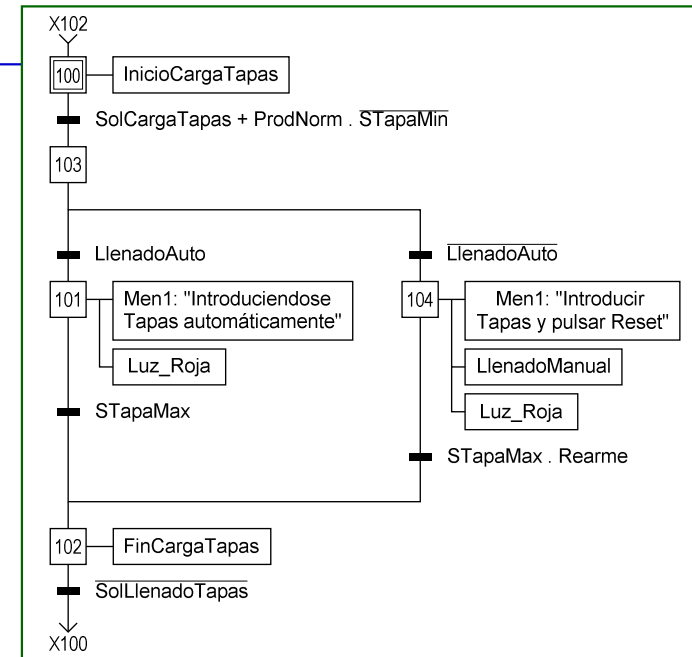 X102
100
InicioCargaTapas
SolCargaTapas + ProdNorm . STapaMin
103
LlenadoAuto
LlenadoAuto
101
Men1: "Introduciendose
Tapas automáticamente"
Luz_Roja
104
Men1: "Introducir
Tapas y pulsar Reset"
LlenadoManual
Luz_Roja
STapaMax
STapaMax . Rearme
102
FinCargaTapas
SolLlenadoTapas
X100